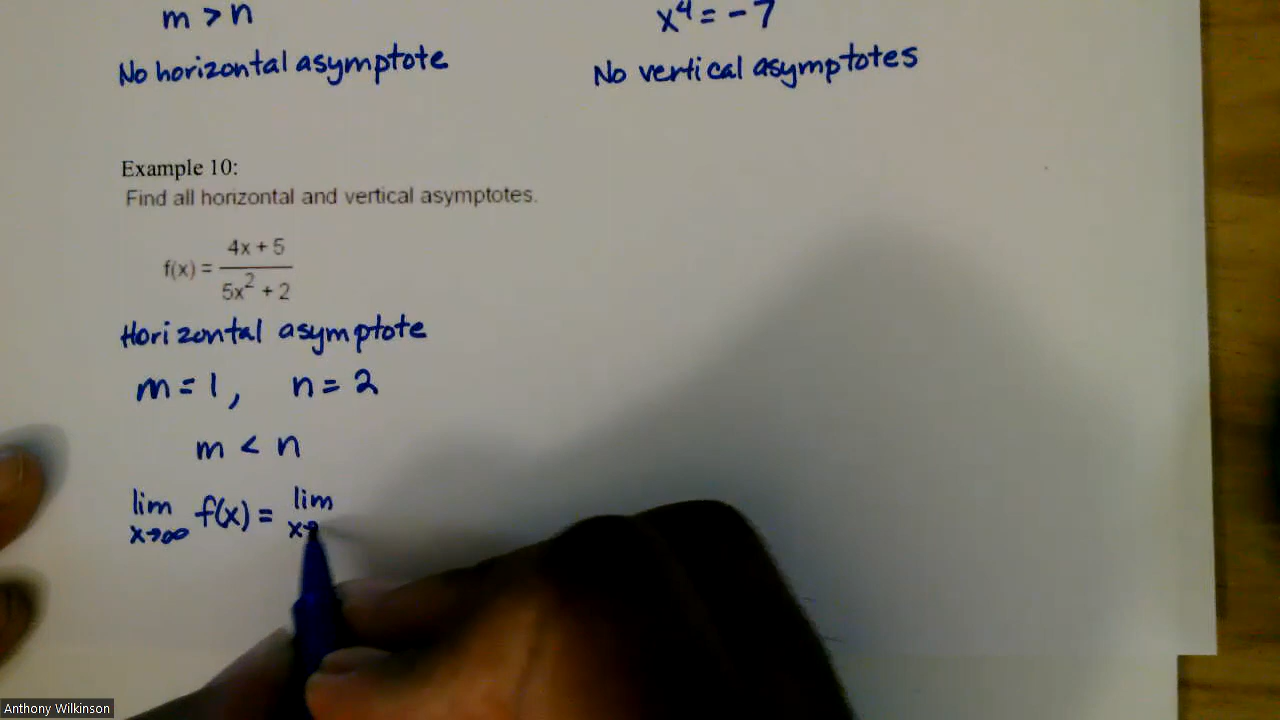 m > n
No horizontal asymptote
x⁴ = -7
No vertical asymptotes
Example 10:
Find all horizontal and vertical asymptotes.
f(x) = (4x + 5)/(5x² + 2)
Horizontal asymptote
m = 1, n = 2
m < n
lim x→∞ f(x) = lim x→
Anthony Wilkinson